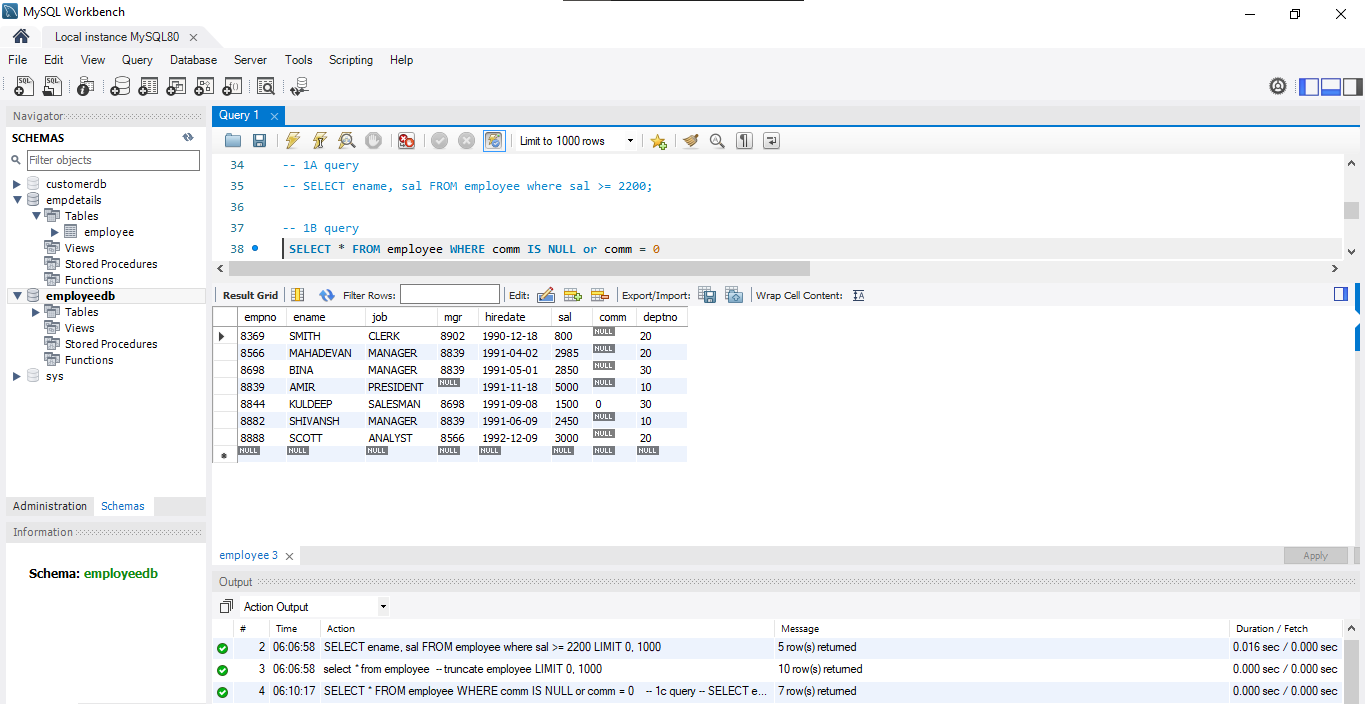 MySQL Workbench
Local instance MySQL80
File Edit View Query Database Server Tools Scripting Help
Navigator
SCHEMAS
Filter objects
customerdb
empdetails
Tables
employee
Views
Stored Procedures
Functions
employeedb
Tables
Views
Stored Procedures
Functions
sys
Administration Schemas
Information
Schema: employeedb
Query 1
Limit to 1000 rows
34 -- 1A query
35 -- SELECT ename, sal FROM employee where sal >= 2200;
36
37 -- 1B query
38 SELECT * FROM employee WHERE comm IS NULL or comm = 0
Result Grid Filter Rows: Edit: Export/Import: Wrap Cell Content:
empno ename job mgr hiredate sal comm deptno
8369 SMITH CLERK 8902 1990-12-18 800 NULL 20
8566 MAHADEVAN MANAGER 8839 1991-04-02 2985 NULL 20
8698 BINA MANAGER 8839 1991-05-01 2850 NULL 30
8839 AMIR PRESIDENT NULL 1991-11-18 5000 NULL 10
8844 KULDEEP SALESMAN 8698 1991-09-08 1500 0 30
8882 SHIVANSH MANAGER 8839 1991-06-09 2450 NULL 10
8888 SCOTT ANALYST 8566 1992-12-09 3000 NULL 20
NULL NULL NULL NULL NULL NULL NULL NULL
employee 3
Apply
Output
Action Output
# Time Action Message Duration / Fetch
2 06:06:58 SELECT ename, sal FROM employee where sal >= 2200 LIMIT 0, 1000 5 row(s) returned 0.016 sec / 0.000 sec
3 06:06:58 select * from employee -- truncate employee LIMIT 0, 1000 10 row(s) returned 0.000 sec / 0.000 sec
4 06:10:17 SELECT * FROM employee WHERE comm IS NULL or comm = 0 -- 1c query -- SELECT e... 7 row(s) returned 0.000 sec / 0.000 sec